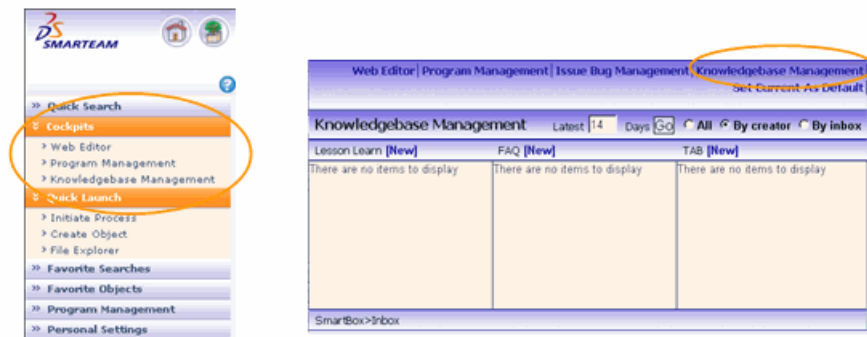 SMARTEAM
?
» Quick Search
Cockpits
> Web Editor
> Program Management
> Knowledgebase Management
Quick Launch
> Initiate Process
> Create Object
> File Explorer
» Favorite Searches
» Favorite Objects
» Program Management
» Personal Settings
Web Editor| Program Management| Issue Bug Management| Knowledgebase Management
Set Current As Default|
Knowledgebase Management Latest 14 Days Go All By creator By inbox
Lesson Learn [New] FAQ [New] TAB [New]
There are no items to display There are no items to display There are no items to display
SmartBox>Inbox